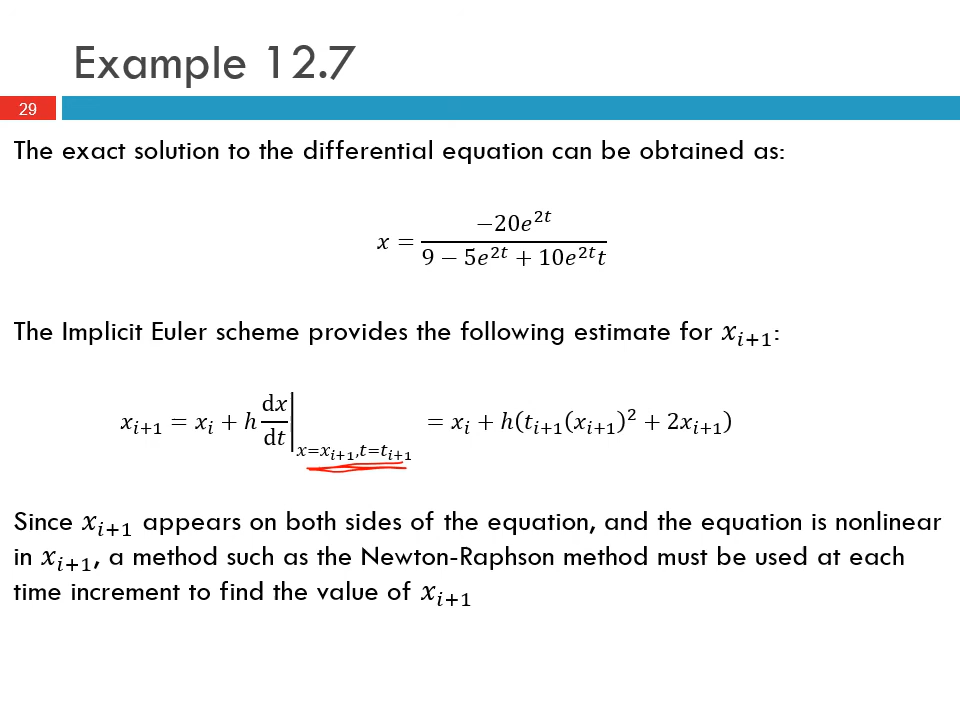 Example 12.7
29
The exact solution to the differential equation can be obtained as:
x = −20e^{2t} / (9 − 5e^{2t} + 10e^{2t}t)
The Implicit Euler scheme provides the following estimate for x_{i+1}:
x_{i+1} = x_i + h dx/dt |_{x=x_{i+1},t=t_{i+1}} = x_i + h(t_{i+1}(x_{i+1})^2 + 2x_{i+1})
Since x_{i+1} appears on both sides of the equation, and the equation is nonlinear
in x_{i+1}, a method such as the Newton-Raphson method must be used at each
time increment to find the value of x_{i+1}